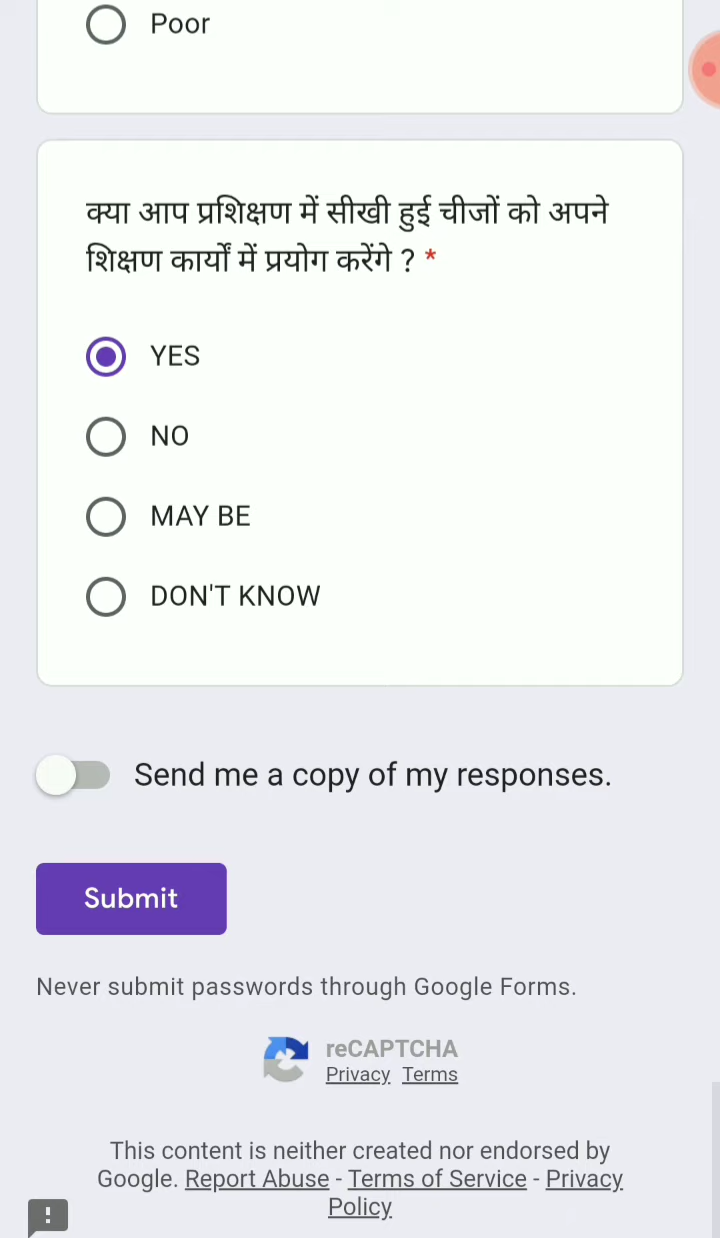 Poor
क्या आप प्रशिक्षण में सीखी हुई चीजों को अपने
शिक्षण कार्यों में प्रयोग करेंगे ? *
YES
NO
MAY BE
DON'T KNOW
Send me a copy of my responses.
Submit
Never submit passwords through Google Forms.
reCAPTCHA
Privacy Terms
This content is neither created nor endorsed by
Google. Report Abuse - Terms of Service - Privacy
Policy